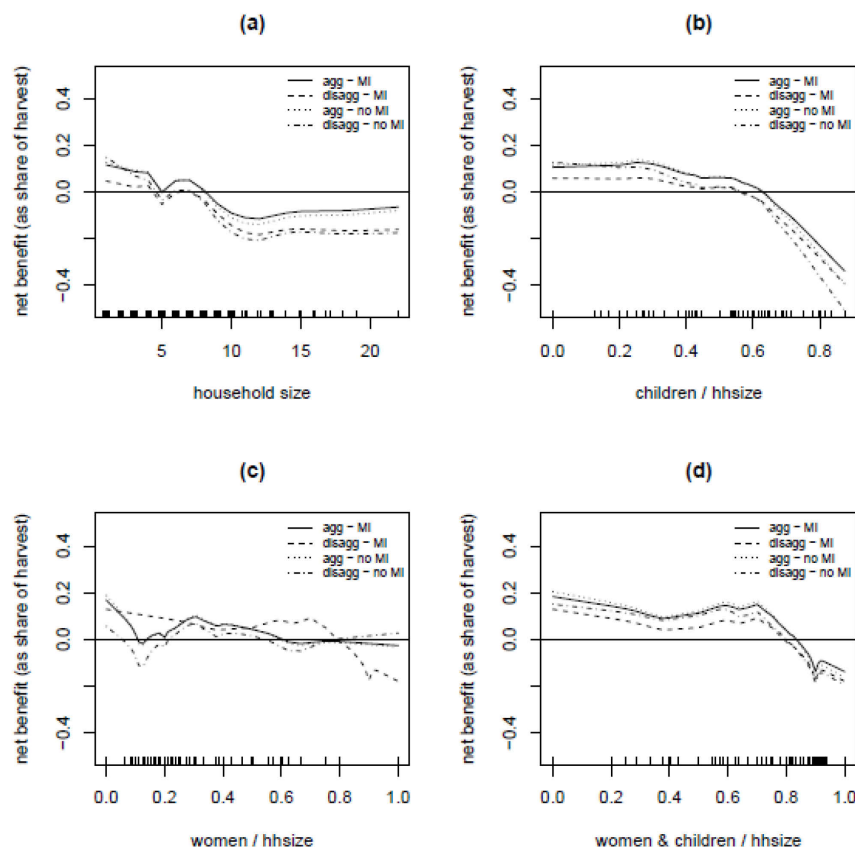 (a)
net benefit (as share of harvest)
0.4
0.2
0.0
−0.4
agg − MI
disagg − MI
agg − no MI
disagg − no MI
5
10
15
20
household size
(b)
net benefit (as share of harvest)
0.4
0.2
0.0
−0.4
agg − MI
disagg − MI
agg − no MI
disagg − no MI
0.0
0.2
0.4
0.6
0.8
children / hhsize
(c)
net benefit (as share of harvest)
0.4
0.2
0.0
−0.4
agg − MI
disagg − MI
agg − no MI
disagg − no MI
0.0
0.2
0.4
0.6
0.8
1.0
women / hhsize
(d)
net benefit (as share of harvest)
0.4
0.2
0.0
−0.4
agg − MI
disagg − MI
agg − no MI
disagg − no MI
0.0
0.2
0.4
0.6
0.8
1.0
women & children / hhsize